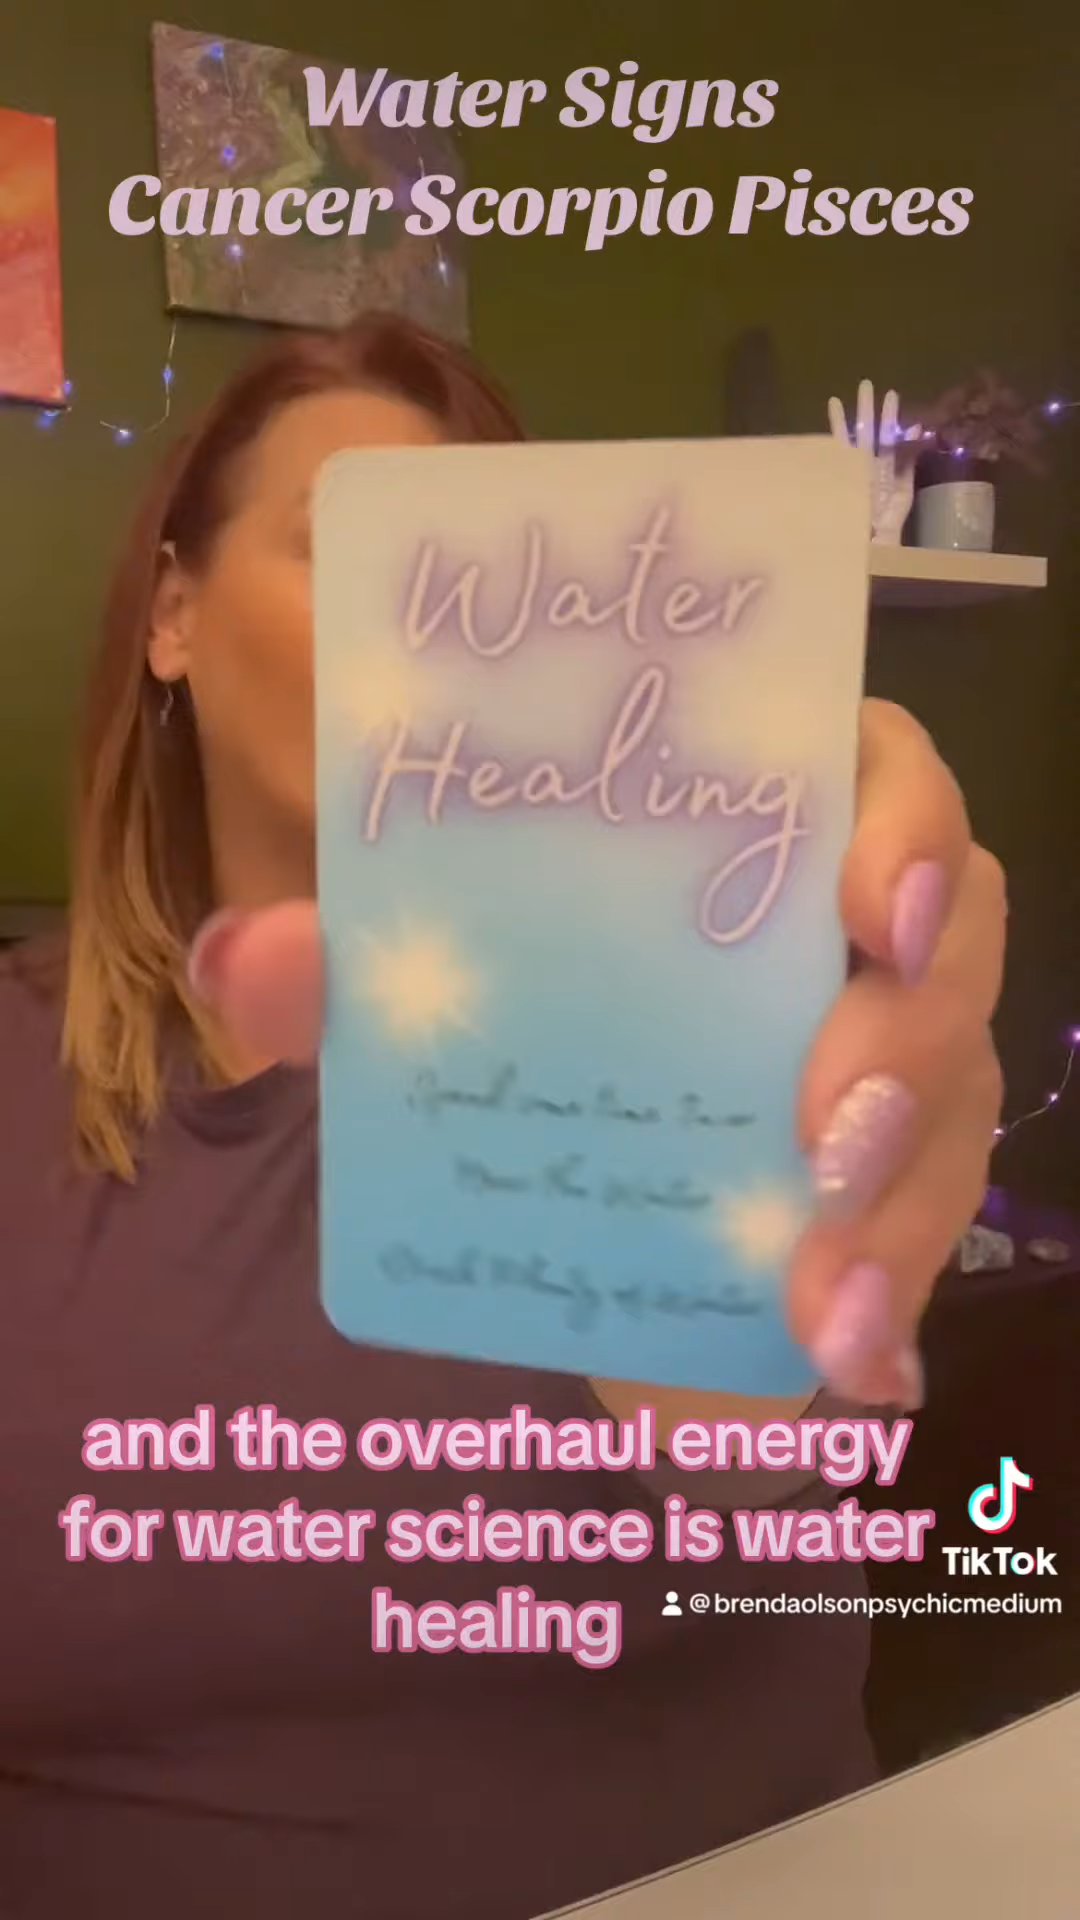 Water Signs
Cancer Scorpio Pisces
Water
Healing
and the overhaul energy
for water science is water
healing
TikTok
@brendaolsonpsychicmedium